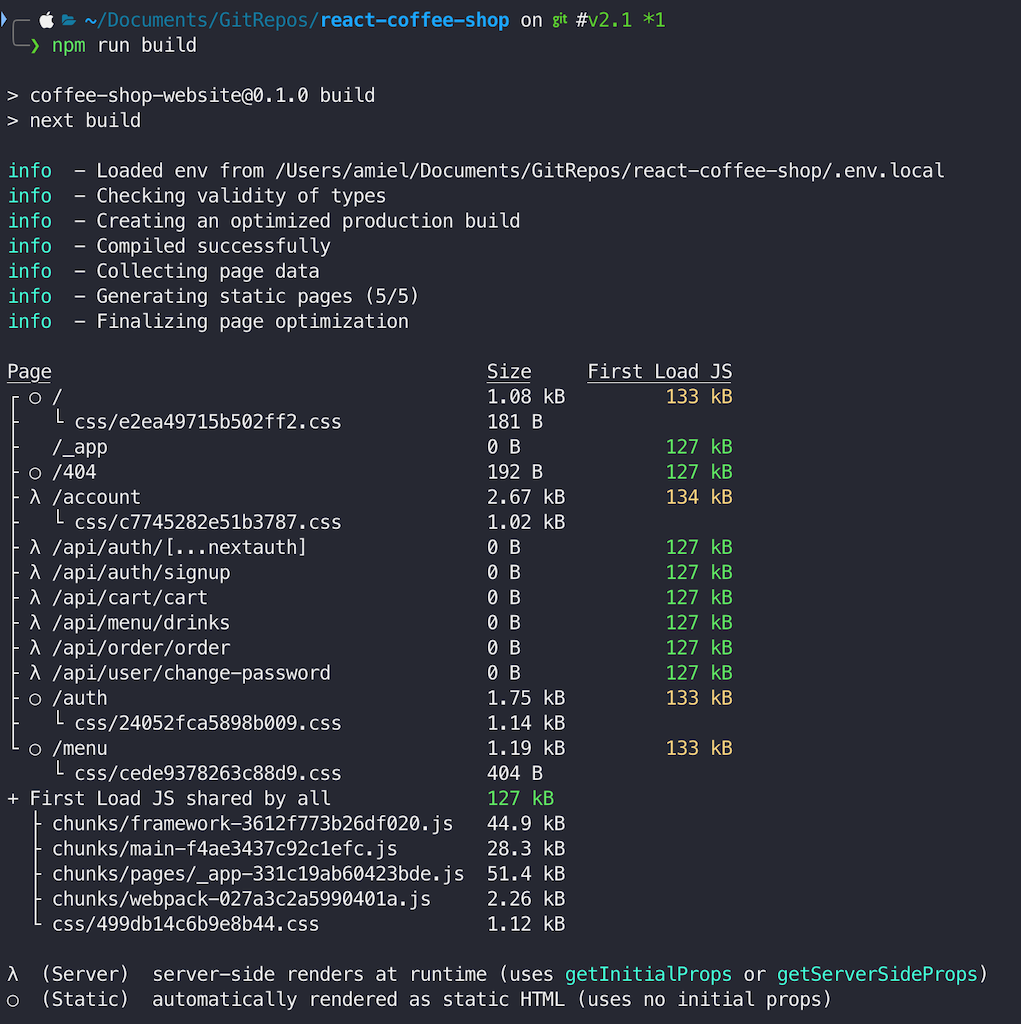 ~/Documents/GitRepos/react-coffee-shop on git #v2.1 *1
❯ npm run build
> coffee-shop-website@0.1.0 build
> next build
info  - Loaded env from /Users/amiel/Documents/GitRepos/react-coffee-shop/.env.local
info  - Checking validity of types
info  - Creating an optimized production build
info  - Compiled successfully
info  - Collecting page data
info  - Generating static pages (5/5)
info  - Finalizing page optimization
Page                                       Size     First Load JS
┌ ○ /                                      1.08 kB         133 kB
├   └ css/e2ea49715b502ff2.css             181 B
├   /_app                                  0 B             127 kB
├ ○ /404                                   192 B           127 kB
├ λ /account                               2.67 kB         134 kB
├   └ css/c7745282e51b3787.css             1.02 kB
├ λ /api/auth/[...nextauth]                0 B             127 kB
├ λ /api/auth/signup                       0 B             127 kB
├ λ /api/cart/cart                         0 B             127 kB
├ λ /api/menu/drinks                       0 B             127 kB
├ λ /api/order/order                       0 B             127 kB
├ λ /api/user/change-password              0 B             127 kB
├ ○ /auth                                  1.75 kB         133 kB
├   └ css/24052fca5898b009.css             1.14 kB
└ ○ /menu                                  1.19 kB         133 kB
    └ css/cede9378263c88d9.css             404 B
+ First Load JS shared by all              127 kB
  ├ chunks/framework-3612f773b26df020.js   44.9 kB
  ├ chunks/main-f4ae3437c92c1efc.js        28.3 kB
  ├ chunks/pages/_app-331c19ab60423bde.js  51.4 kB
  ├ chunks/webpack-027a3c2a5990401a.js     2.26 kB
  └ css/499db14c6b9e8b44.css               1.12 kB
λ  (Server)  server-side renders at runtime (uses getInitialProps or getServerSideProps)
○  (Static)  automatically rendered as static HTML (uses no initial props)